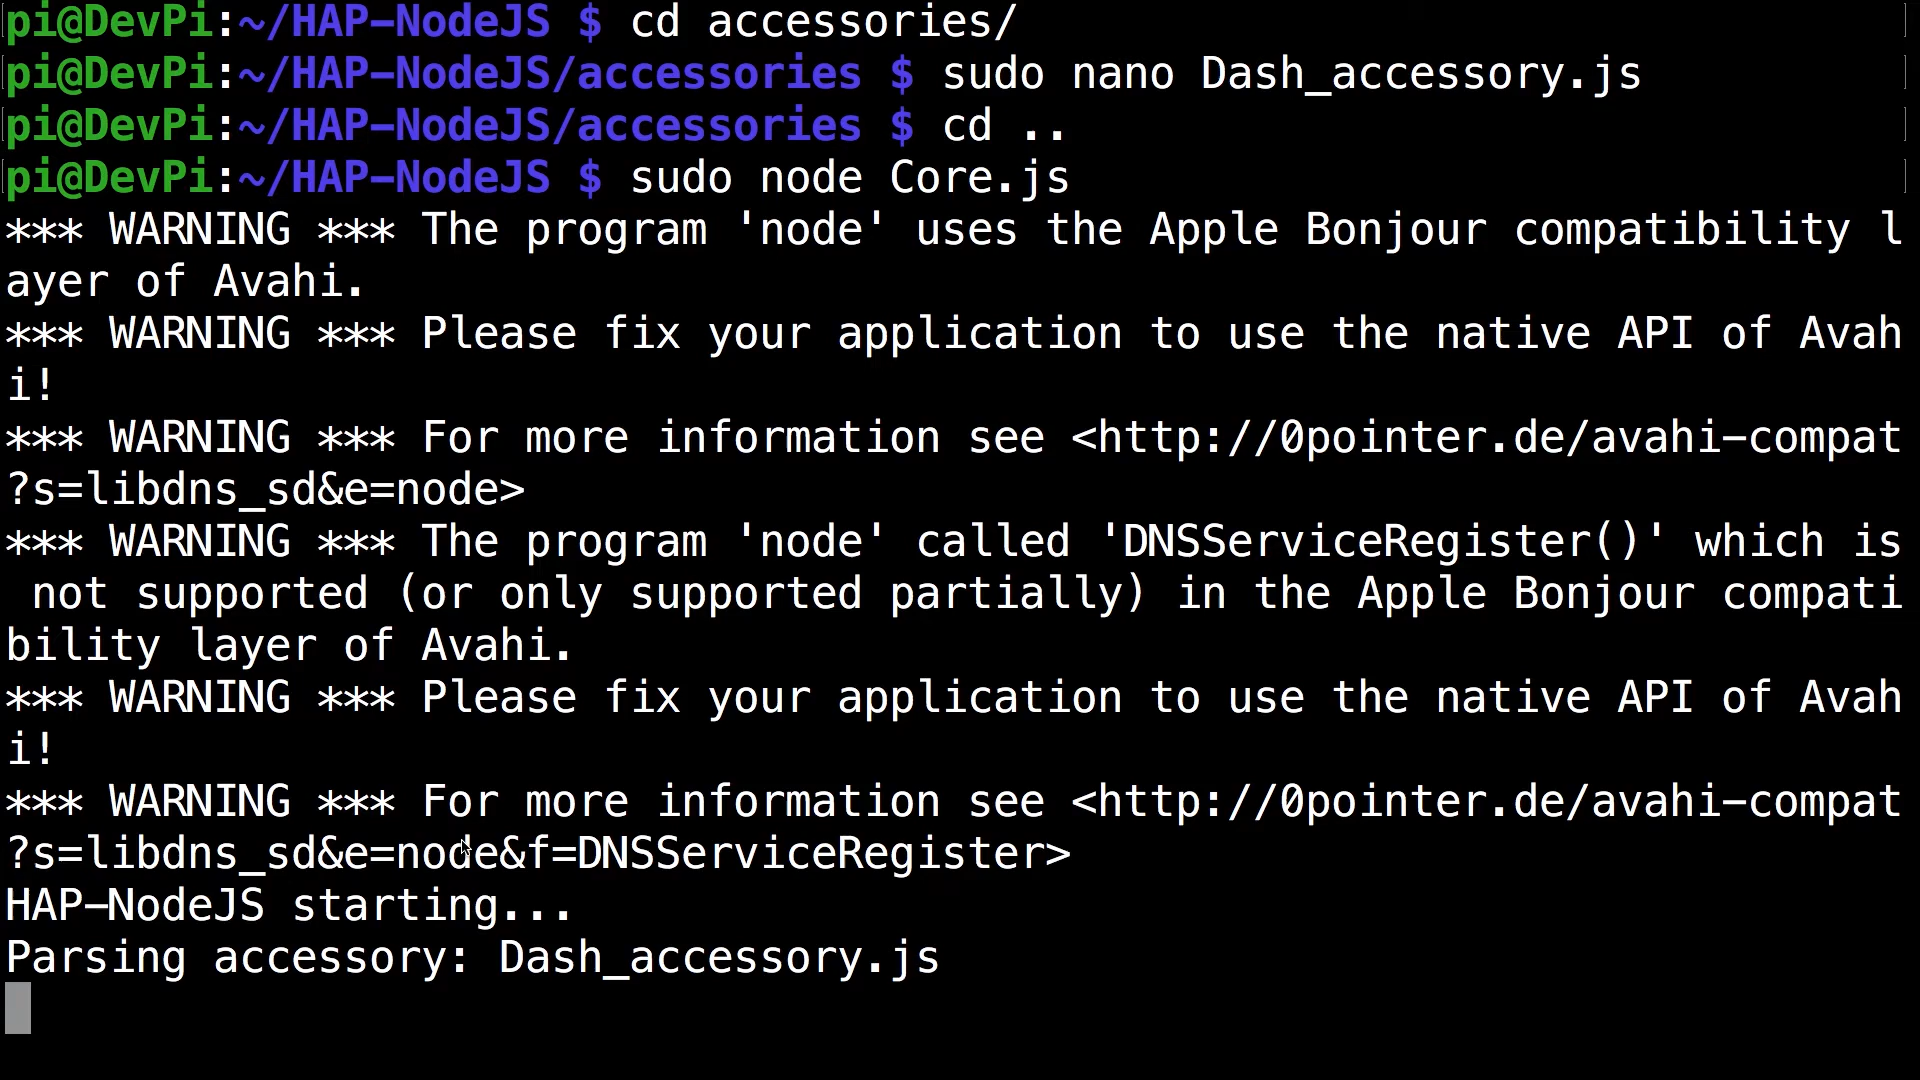 pi@DevPi:~/HAP-NodeJS $ cd accessories/
pi@DevPi:~/HAP-NodeJS/accessories $ sudo nano Dash_accessory.js
pi@DevPi:~/HAP-NodeJS/accessories $ cd ..
pi@DevPi:~/HAP-NodeJS $ sudo node Core.js
*** WARNING *** The program 'node' uses the Apple Bonjour compatibility l
ayer of Avahi.
*** WARNING *** Please fix your application to use the native API of Avah
i!
*** WARNING *** For more information see <http://0pointer.de/avahi-compat
?s=libdns_sd&e=node>
*** WARNING *** The program 'node' called 'DNSServiceRegister()' which is
 not supported (or only supported partially) in the Apple Bonjour compati
bility layer of Avahi.
*** WARNING *** Please fix your application to use the native API of Avah
i!
*** WARNING *** For more information see <http://0pointer.de/avahi-compat
?s=libdns_sd&e=node&f=DNSServiceRegister>
HAP-NodeJS starting...
Parsing accessory: Dash_accessory.js